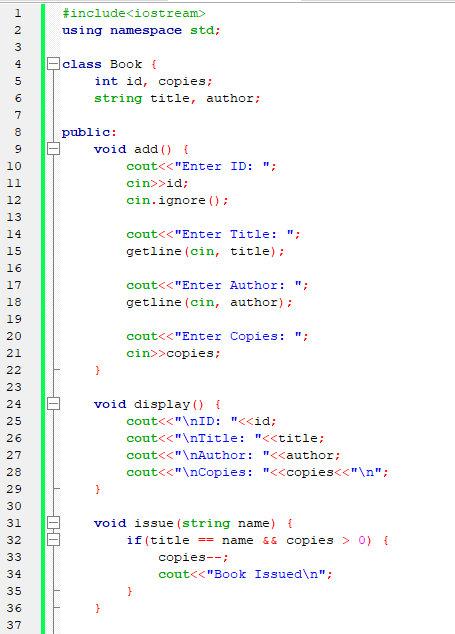 1 #include<iostream>
2 using namespace std;
3
4 class Book {
5     int id, copies;
6     string title, author;
7
8 public:
9     void add() {
10         cout<<"Enter ID: ";
11         cin>>id;
12         cin.ignore();
13
14         cout<<"Enter Title: ";
15         getline(cin, title);
16
17         cout<<"Enter Author: ";
18         getline(cin, author);
19
20         cout<<"Enter Copies: ";
21         cin>>copies;
22     }
23
24     void display() {
25         cout<<"\nID: "<<id;
26         cout<<"\nTitle: "<<title;
27         cout<<"\nAuthor: "<<author;
28         cout<<"\nCopies: "<<copies<<"\n";
29     }
30
31     void issue(string name) {
32         if(title == name && copies > 0) {
33             copies--;
34             cout<<"Book Issued\n";
35         }
36     }
37